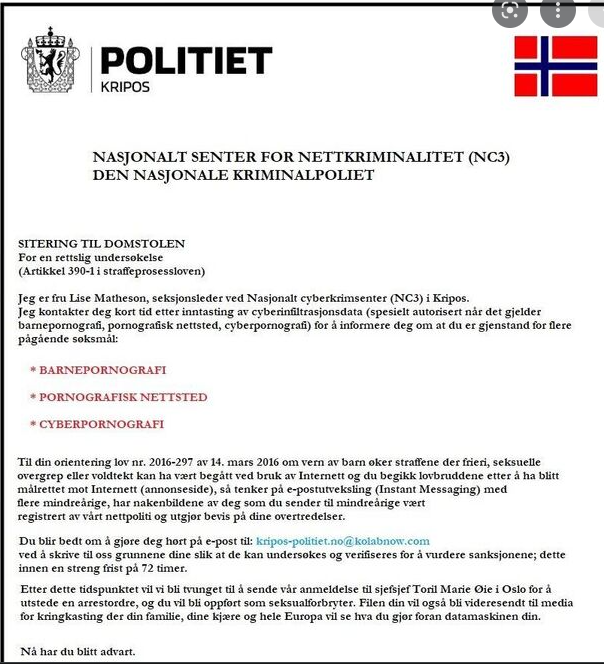 POLITIET
KRIPOS
NASJONALT SENTER FOR NETTKRIMINALITET (NC3)
DEN NASJONALE KRIMINALPOLIET
SITERING TIL DOMSTOLEN
For en rettslig undersøkelse
(Artikkel 390-1 i straffeprosessloven)
Jeg er fru Lise Matheson, seksjonsleder ved Nasjonalt cyberkrimsenter (NC3) i Kripos.
Jeg kontakter deg kort tid etter inntasting av cyberinfiltrasjonsdata (spesielt autorisert når det gjelder
barnepornografi, pornografisk nettsted, cyberpornografi) for å informere deg om at du er gjenstand for flere
pågående søksmål:
* BARNEPORNOGRAFI
* PORNOGRAFISK NETTSTED
* CYBERPORNOGRAFI
Til din orientering lov nr. 2016-297 av 14. mars 2016 om vern av barn øker straffene der frieri, seksuelle
overgrep eller voldtekt kan ha vært begått ved bruk av Internett og du begikk lovbruddene etter å ha blitt
målrettet mot Internett (annonseside), så tenker på e-postutveksling (Instant Messaging) med
flere mindreårige, har nakenbildene av deg som du sender til mindreårige vært
registrert av vårt nettpoliti og utgjør bevis på dine overtredelser.
Du blir bedt om å gjøre deg hørt på e-post til: kripos-politiet.no@kolabnow.com
ved å skrive til oss grunnene dine slik at de kan undersøkes og verifiseres for å vurdere sanksjonene; dette
innen en streng frist på 72 timer.
Etter dette tidspunktet vil vi bli tvunget til å sende vår anmeldelse til sjefsjef Toril Marie Øie i Oslo for å
utstede en arrestordre, og du vil bli oppført som seksualforbryter. Filen din vil også bli videresendt til media
for kringkasting der din familie, dine kjære og hele Europa vil se hva du gjør foran datamaskinen din.
Nå har du blitt advart.